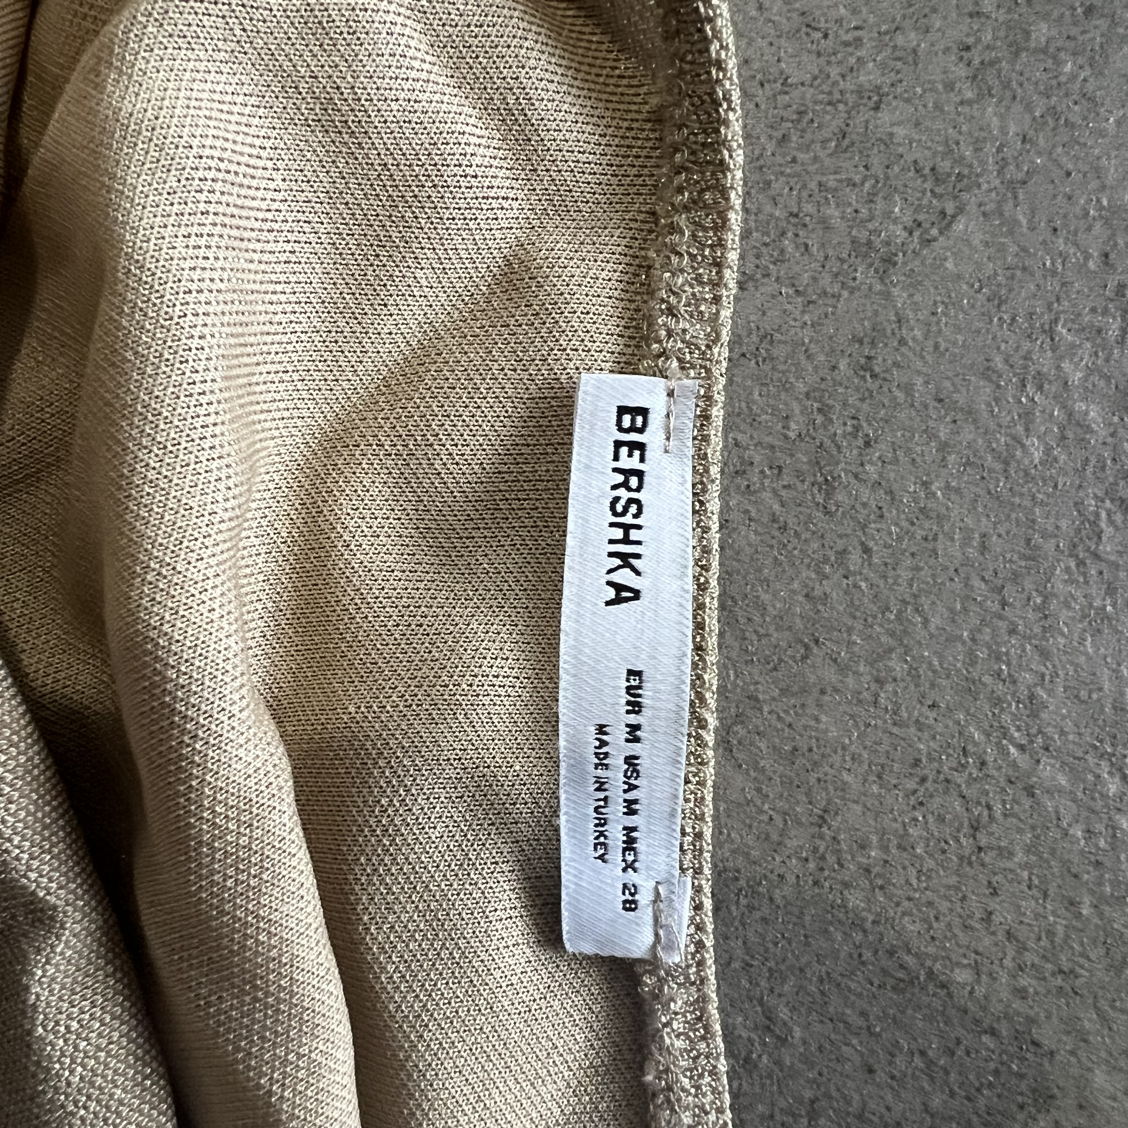 BERSHKA
EUR M USA M MEX 28
MADE IN TURKEY